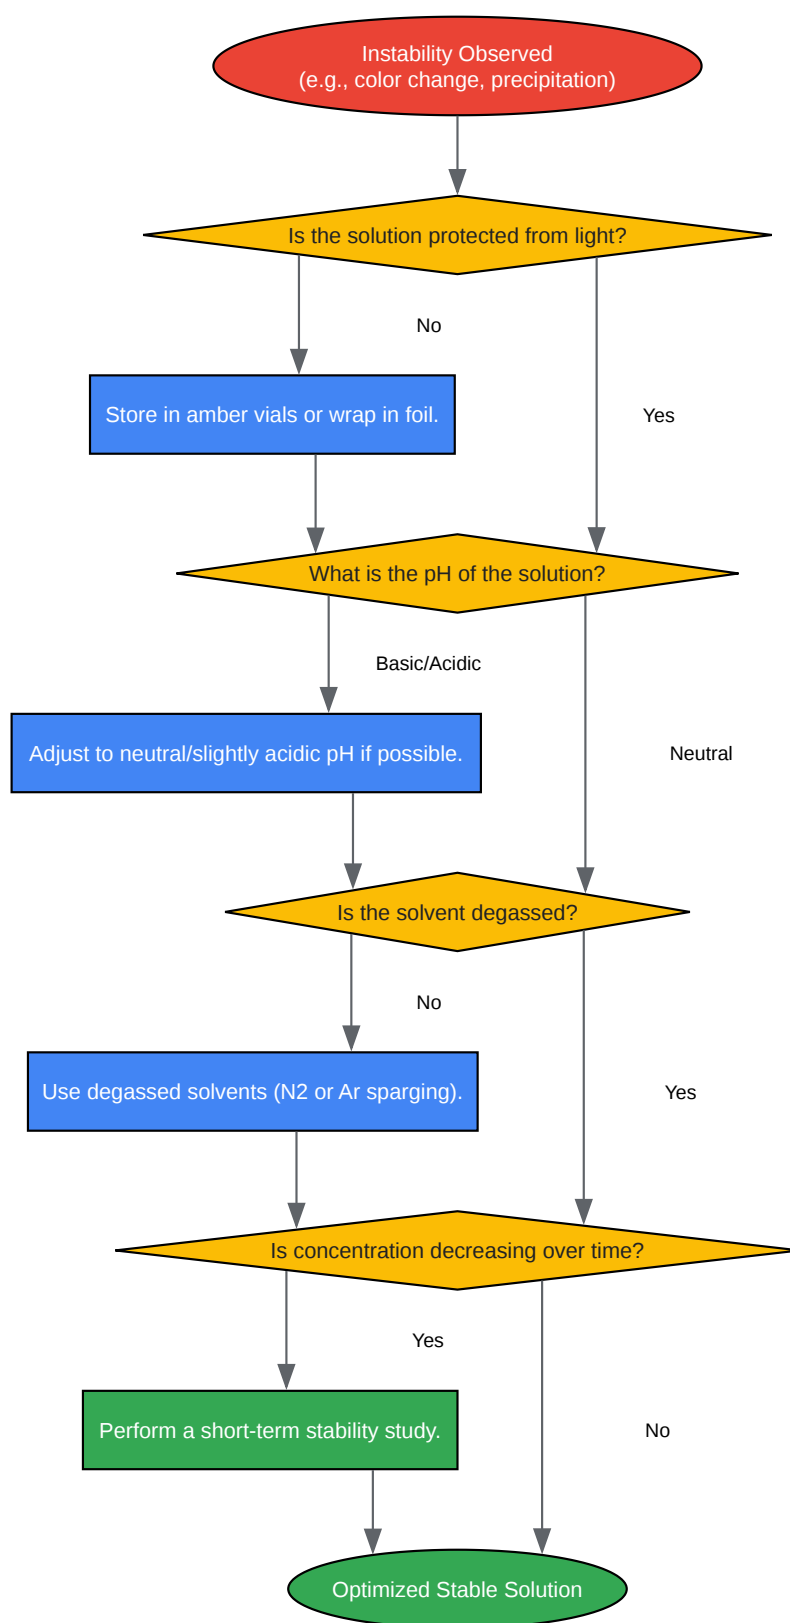 Instability Observed
(e.g., color change, precipitation)
Is the solution protected from light?
No
Store in amber vials or wrap in foil.
Yes
What is the pH of the solution?
Basic/Acidic
Adjust to neutral/slightly acidic pH if possible.
Neutral
Is the solvent degassed?
No
Use degassed solvents (N2 or Ar sparging).
Yes
Is concentration decreasing over time?
Yes
Perform a short-term stability study.
No
Optimized Stable Solution